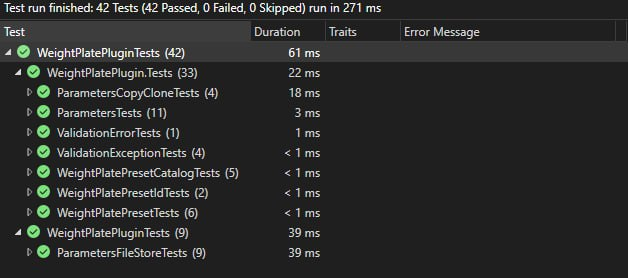 Test run finished: 42 Tests (42 Passed, 0 Failed, 0 Skipped) run in 271 ms
Test Duration Traits Error Message
WeightPlatePluginTests (42) 61 ms
WeightPlatePlugin.Tests (33) 22 ms
ParametersCopyCloneTests (4) 18 ms
ParametersTests (11) 3 ms
ValidationErrorTests (1) 1 ms
ValidationExceptionTests (4) < 1 ms
WeightPlatePresetCatalogTests (5) < 1 ms
WeightPlatePresetIdTests (2) < 1 ms
WeightPlatePresetTests (6) < 1 ms
WeightPlatePluginTests (9) 39 ms
ParametersFileStoreTests (9) 39 ms